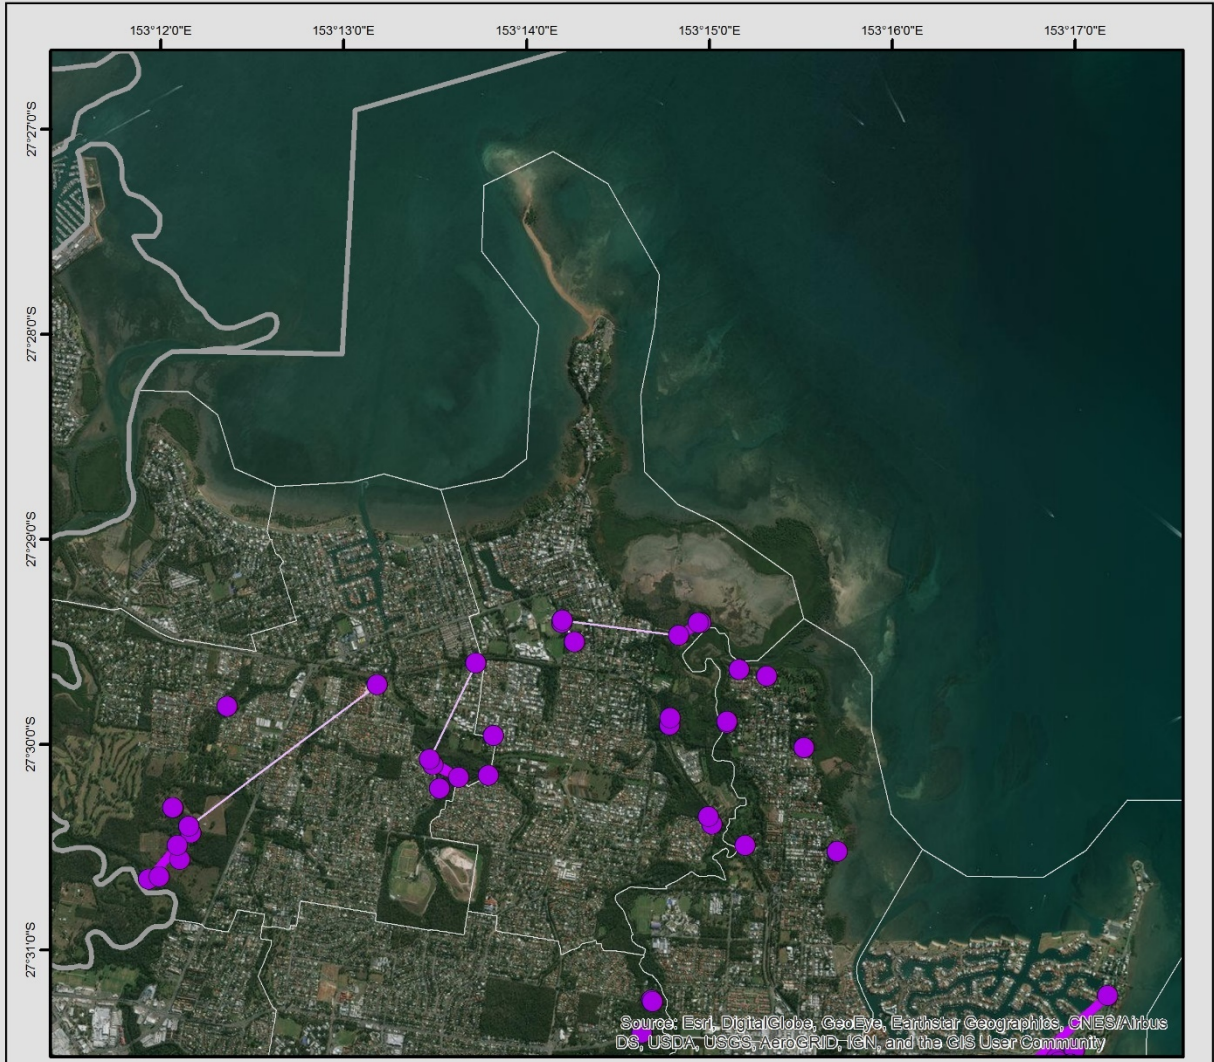 153°12'0"E 153°13'0"E 153°14'0"E 153°15'0"E 153°16'0"E 153°17'0"E
27°27'0"S
27°28'0"S
27°29'0"S
27°30'0"S
27°31'0"S
Source: Esri, DigitalGlobe, GeoEye, Earthstar Geographics, CNES/Airbus
DS, USDA, USGS, AeroGRID, IGN, and the GIS User Community